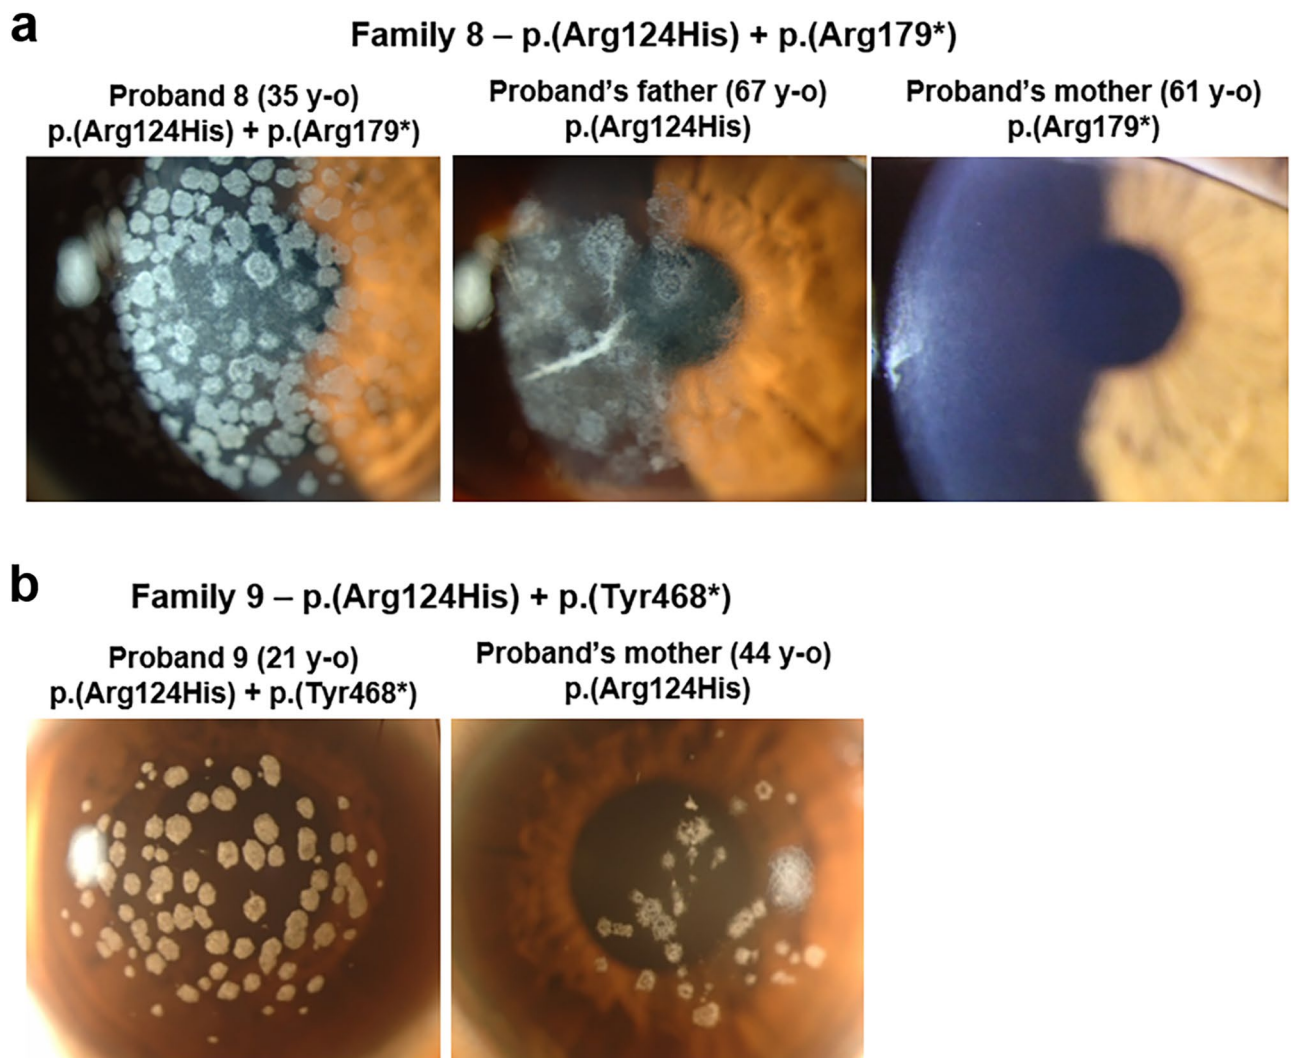 a
Family 8 – p.(Arg124His) + p.(Arg179*)
Proband 8 (35 y-o)
p.(Arg124His) + p.(Arg179*)
Proband's father (67 y-o)
p.(Arg124His)
Proband's mother (61 y-o)
p.(Arg179*)
b
Family 9 – p.(Arg124His) + p.(Tyr468*)
Proband 9 (21 y-o)
p.(Arg124His) + p.(Tyr468*)
Proband's mother (44 y-o)
p.(Arg124His)